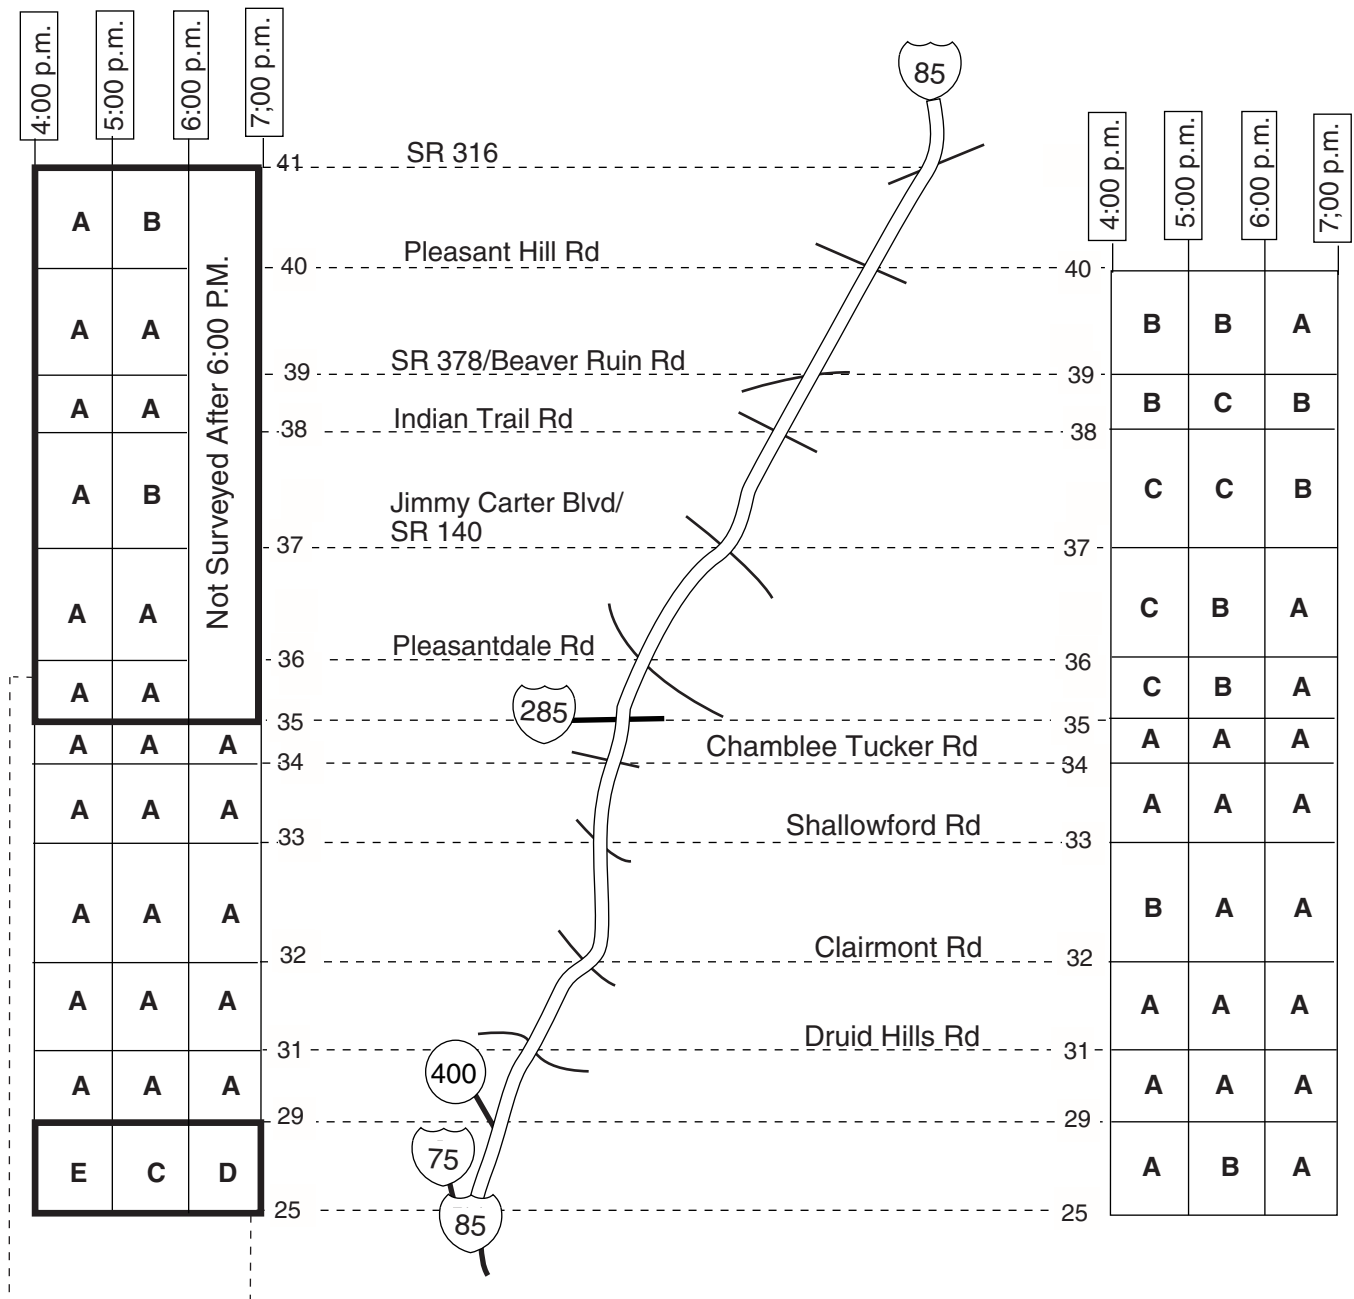 4:00 p.m.
5:00 p.m.
6:00 p.m.
7;00 p.m.
85
4:00 p.m.
5:00 p.m.
6:00 p.m.
7;00 p.m.
41
SR 316
A B
Not Surveyed After 6:00 P.M.
40
Pleasant Hill Rd
40
A A
B B A
39
SR 378/Beaver Ruin Rd
39
A A
B C B
38
Indian Trail Rd
38
A B
C C B
Jimmy Carter Blvd/
SR 140
37
37
A A
C B A
36
Pleasantdale Rd
36
A A
C B A
285
35
35
A A A
Chamblee Tucker Rd
A A A
34
34
A A A
A A A
Shallowford Rd
33
33
A A A
B A A
Clairmont Rd
32
32
A A A
A A A
Druid Hills Rd
31
31
400
A A A
A A A
29
29
75
E C D
A B A
25
85
25